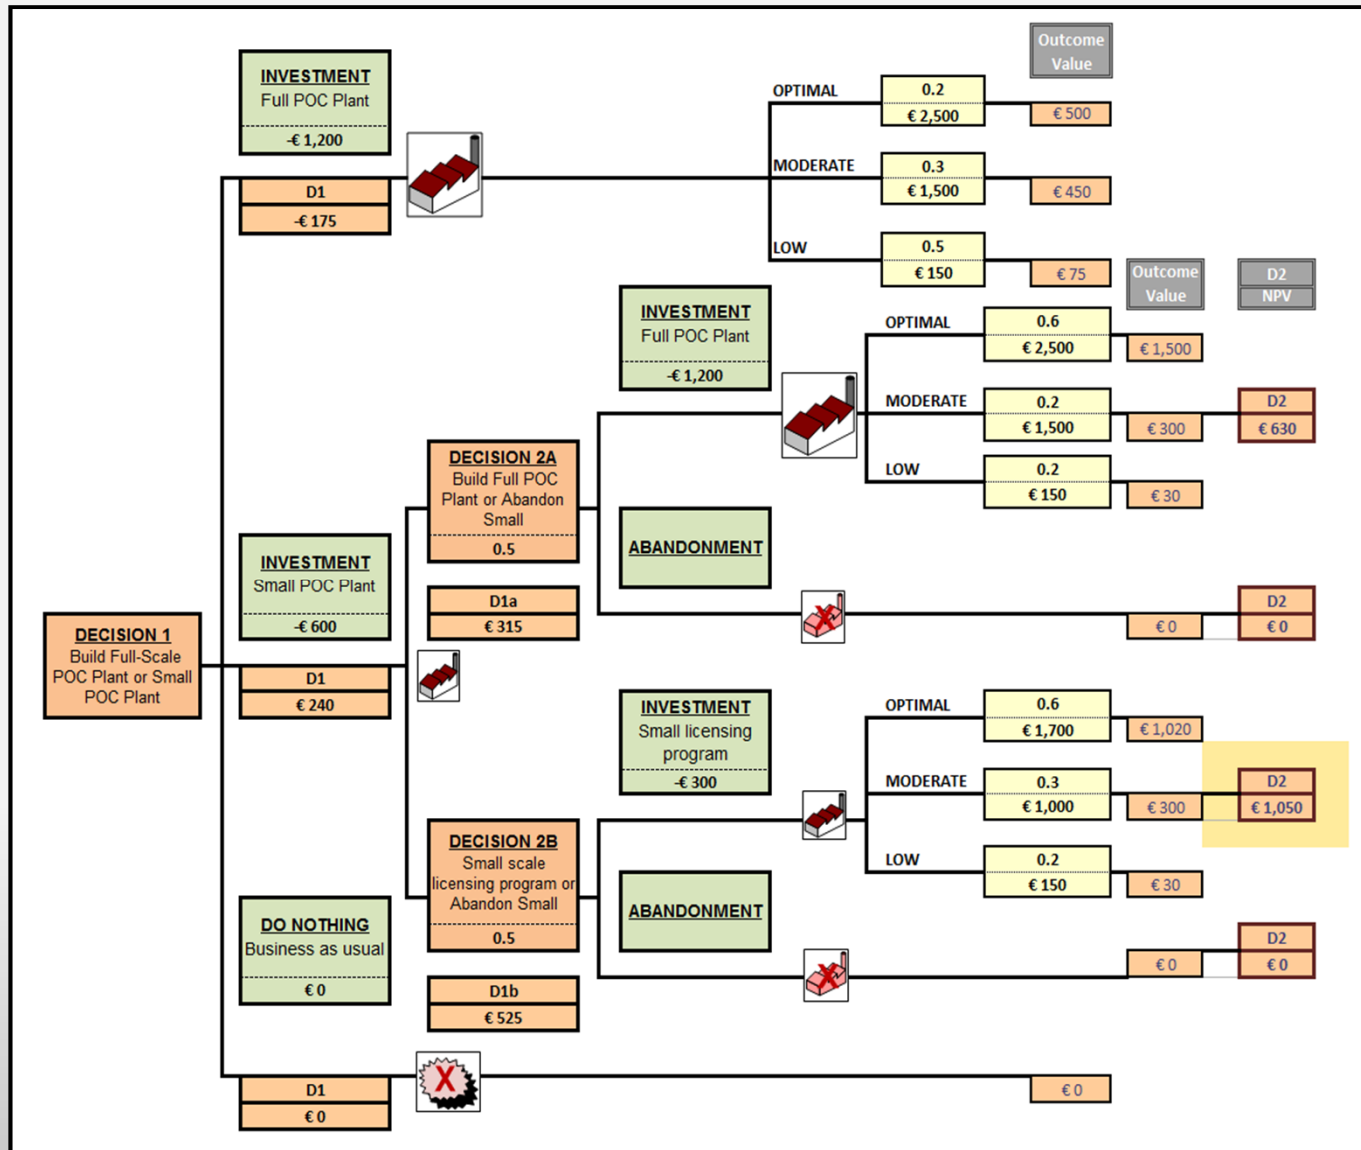 Outcome
Value
INVESTMENT
Full POC Plant
-€ 1,200
D1
-€ 175
OPTIMAL
0.2
€ 2,500
€ 500
MODERATE
0.3
€ 1,500
€ 450
LOW
0.5
€ 150
€ 75
Outcome
Value
D2
NPV
INVESTMENT
Full POC Plant
-€ 1,200
OPTIMAL
0.6
€ 2,500
€ 1,500
MODERATE
0.2
€ 1,500
€ 300
D2
€ 630
LOW
0.2
€ 150
€ 30
DECISION 2A
Build Full POC
Plant or Abandon
Small
0.5
D1a
€ 315
ABANDONMENT
X
€ 0
D2
€ 0
INVESTMENT
Small POC Plant
-€ 600
D1
€ 240
DECISION 1
Build Full-Scale
POC Plant or Small
POC Plant
INVESTMENT
Small licensing
program
-€ 300
OPTIMAL
0.6
€ 1,700
€ 1,020
MODERATE
0.3
€ 1,000
€ 300
D2
€ 1,050
LOW
0.2
€ 150
€ 30
DECISION 2B
Small scale
licensing program or
Abandon Small
0.5
D1b
€ 525
ABANDONMENT
X
€ 0
D2
€ 0
DO NOTHING
Business as usual
€ 0
D1
€ 0
X
€ 0